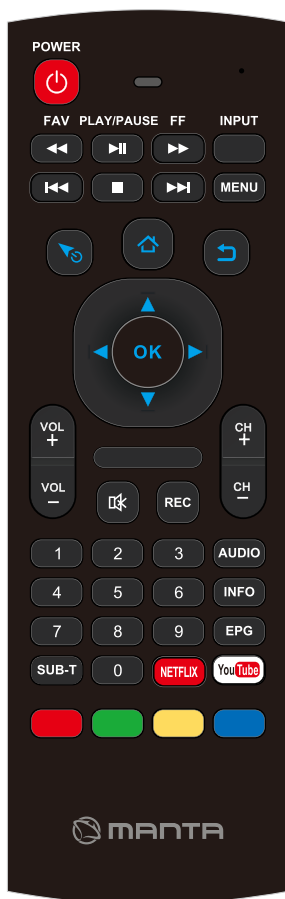 POWER
FAV PLAY/PAUSE FF INPUT
MENU
OK
VOL + CH +
VOL − CH −
REC
1 2 3 AUDIO
4 5 6 INFO
7 8 9 EPG
SUB-T 0 NETFLIX YouTube
MANTA